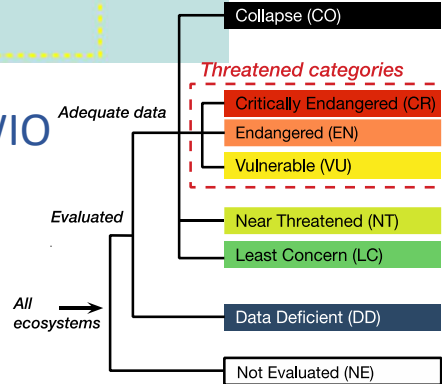 Collapse (CO)
Threatened categories
Critically Endangered (CR)
Adequate data
Endangered (EN)
Vulnerable (VU)
Near Threatened (NT)
Evaluated
Least Concern (LC)
All
ecosystems
Data Deficient (DD)
Not Evaluated (NE)